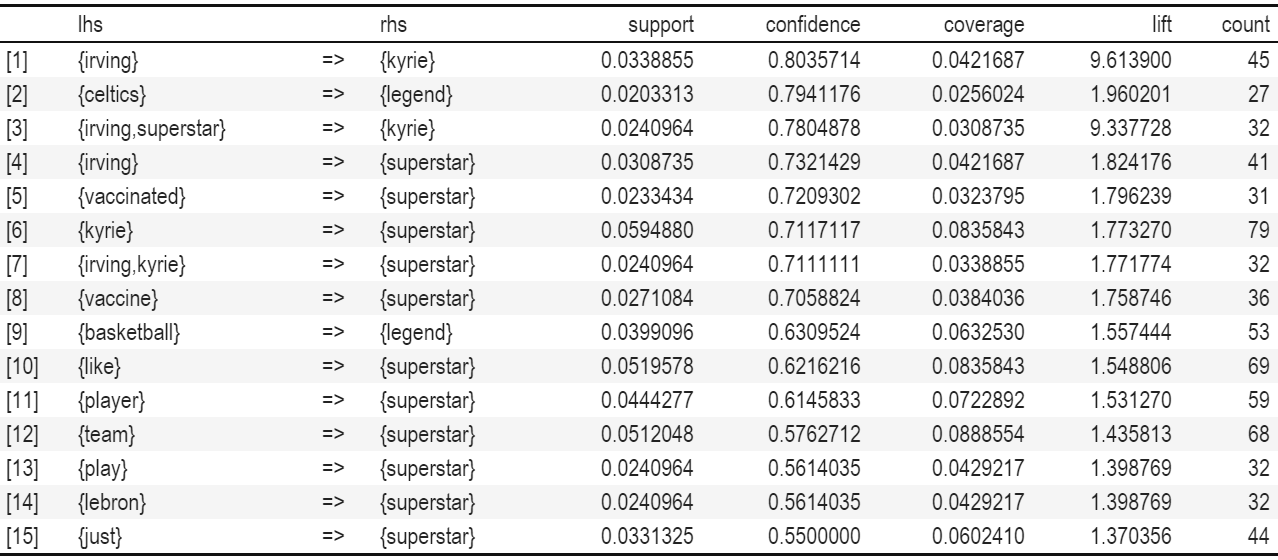 lhs rhs support confidence coverage lift count
[1] {irving} => {kyrie} 0.0338855 0.8035714 0.0421687 9.613900 45
[2] {celtics} => {legend} 0.0203313 0.7941176 0.0256024 1.960201 27
[3] {irving,superstar} => {kyrie} 0.0240964 0.7804878 0.0308735 9.337728 32
[4] {irving} => {superstar} 0.0308735 0.7321429 0.0421687 1.824176 41
[5] {vaccinated} => {superstar} 0.0233434 0.7209302 0.0323795 1.796239 31
[6] {kyrie} => {superstar} 0.0594880 0.7117117 0.0835843 1.773270 79
[7] {irving,kyrie} => {superstar} 0.0240964 0.7111111 0.0338855 1.771774 32
[8] {vaccine} => {superstar} 0.0271084 0.7058824 0.0384036 1.758746 36
[9] {basketball} => {legend} 0.0399096 0.6309524 0.0632530 1.557444 53
[10] {like} => {superstar} 0.0519578 0.6216216 0.0835843 1.548806 69
[11] {player} => {superstar} 0.0444277 0.6145833 0.0722892 1.531270 59
[12] {team} => {superstar} 0.0512048 0.5762712 0.0888554 1.435813 68
[13] {play} => {superstar} 0.0240964 0.5614035 0.0429217 1.398769 32
[14] {lebron} => {superstar} 0.0240964 0.5614035 0.0429217 1.398769 32
[15] {just} => {superstar} 0.0331325 0.5500000 0.0602410 1.370356 44